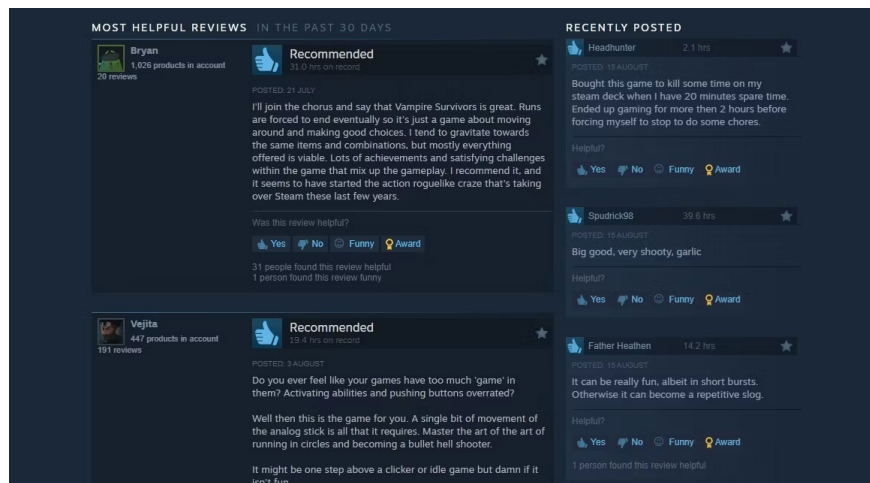 MOST HELPFUL REVIEWS IN THE PAST 30 DAYS
Bryan
1,026 products in account
20 reviews
Recommended
31.0 hrs on record
POSTED: 21 JULY
I'll join the chorus and say that Vampire Survivors is great. Runs
are forced to end eventually so it's just a game about moving
around and making good choices. I tend to gravitate towards
the same items and combinations, but mostly everything
offered is viable. Lots of achievements and satisfying challenges
within the game that mix up the gameplay. I recommend it, and
it seems to have started the action roguelike craze that's taking
over Steam these last few years.
Was this review helpful?
Yes No Funny Award
31 people found this review helpful
1 person found this review funny
Vejita
447 products in account
191 reviews
Recommended
19.4 hrs on record
POSTED: 3 AUGUST
Do you ever feel like your games have too much 'game' in
them? Activating abilities and pushing buttons overrated?
Well then this is the game for you. A single bit of movement of
the analog stick is all that it requires. Master the art of the art of
running in circles and becoming a bullet hell shooter.
It might be one step above a clicker or idle game but damn if it
isn't fun
RECENTLY POSTED
Headhunter 2.1 hrs
POSTED: 15 AUGUST
Bought this game to kill some time on my
steam deck when I have 20 minutes spare time.
Ended up gaming for more then 2 hours before
forcing myself to stop to do some chores.
Helpful?
Yes No Funny Award
Spudrick98 39.6 hrs
POSTED: 15 AUGUST
Big good, very shooty, garlic
Helpful?
Yes No Funny Award
Father Heathen 14.2 hrs
POSTED: 15 AUGUST
It can be really fun, albeit in short bursts.
Otherwise it can become a repetitive slog.
Helpful?
Yes No Funny Award
1 person found this review helpful